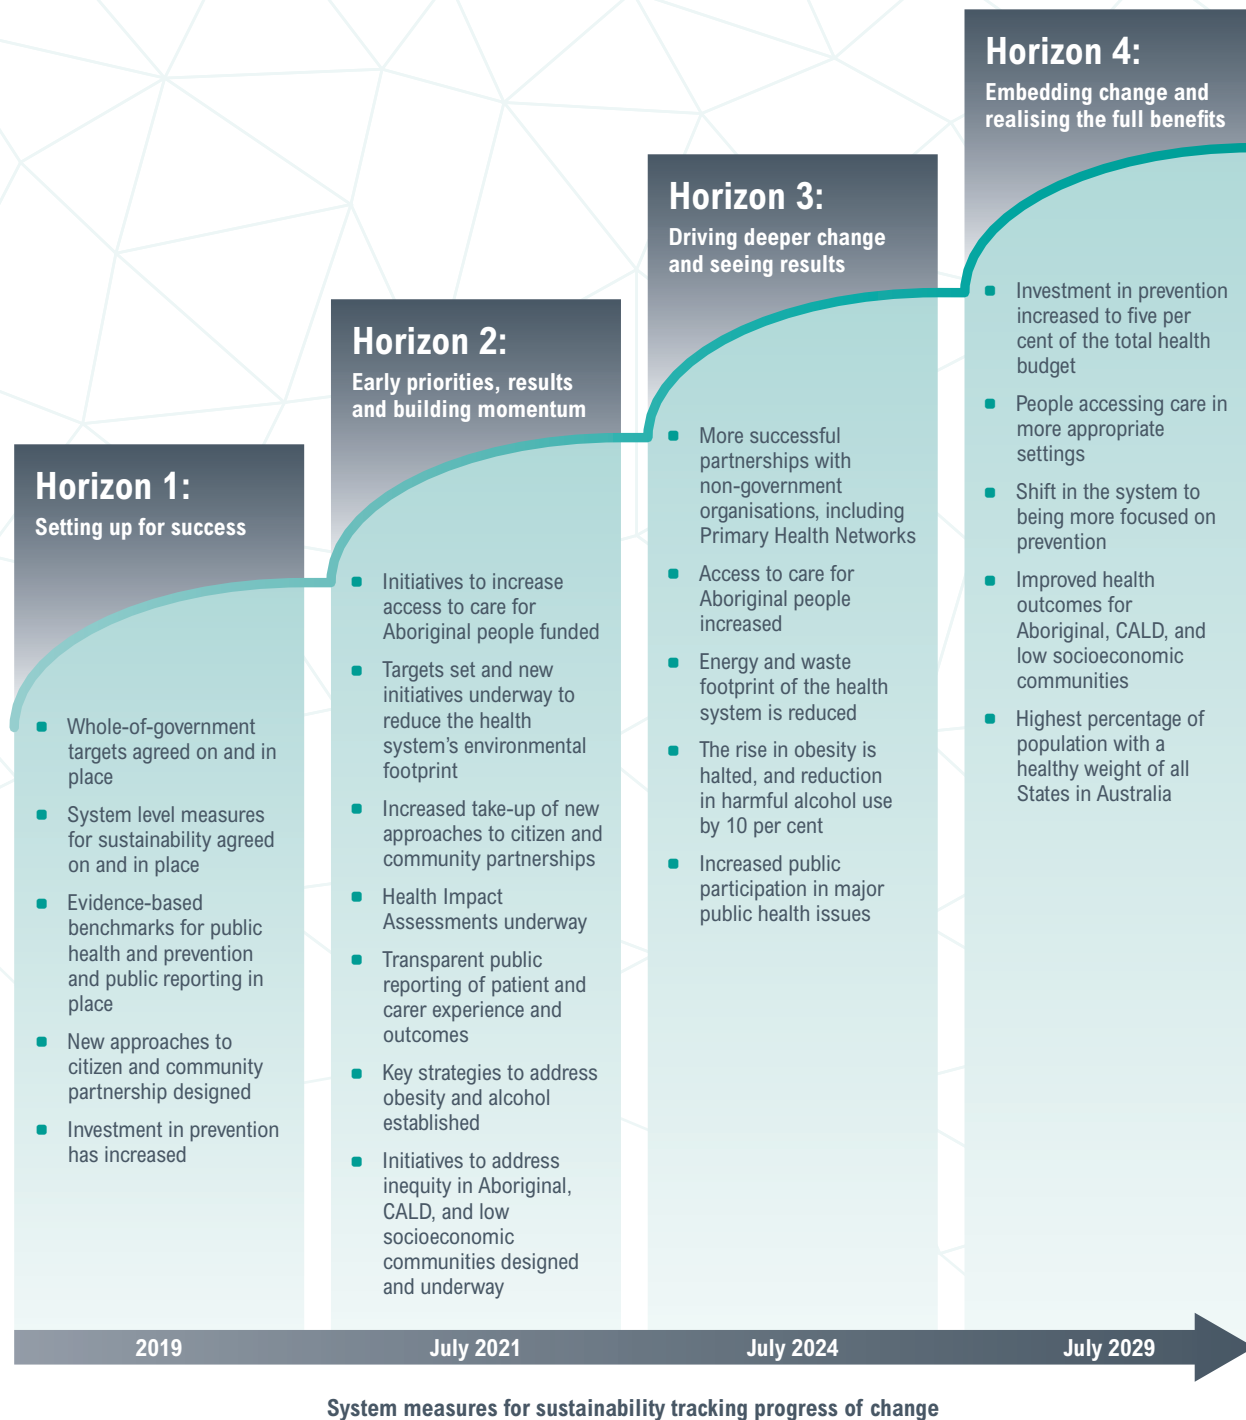 Horizon 1:
Setting up for success
Whole-of-government
targets agreed on and in
place
System level measures
for sustainability agreed
on and in place
Evidence-based
benchmarks for public
health and prevention
and public reporting in
place
New approaches to
citizen and community
partnership designed
Investment in prevention
has increased
2019
Horizon 2:
Early priorities, results
and building momentum
Initiatives to increase
access to care for
Aboriginal people funded
Targets set and new
initiatives underway to
reduce the health
system's environmental
footprint
Increased take-up of new
approaches to citizen and
community partnerships
Health Impact
Assessments underway
Transparent public
reporting of patient and
carer experience and
outcomes
Key strategies to address
obesity and alcohol
established
Initiatives to address
inequity in Aboriginal,
CALD, and low
socioeconomic
communities designed
and underway
July 2021
Horizon 3:
Driving deeper change
and seeing results
More successful
partnerships with
non-government
organisations, including
Primary Health Networks
Access to care for
Aboriginal people
increased
Energy and waste
footprint of the health
system is reduced
The rise in obesity is
halted, and reduction
in harmful alcohol use
by 10 per cent
Increased public
participation in major
public health issues
July 2024
Horizon 4:
Embedding change and
realising the full benefits
Investment in prevention
increased to five per
cent of the total health
budget
People accessing care in
more appropriate
settings
Shift in the system to
being more focused on
prevention
Improved health
outcomes for
Aboriginal, CALD, and
low socioeconomic
communities
Highest percentage of
population with a
healthy weight of all
States in Australia
July 2029
System measures for sustainability tracking progress of change